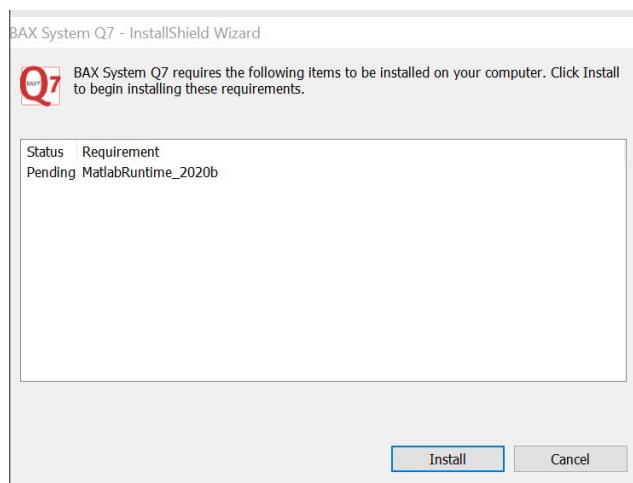 BAX System Q7 - InstallShield Wizard
BAX System Q7 requires the following items to be installed on your computer. Click Install
to begin installing these requirements.
Q7
Status Requirement
Pending MatlabRuntime_2020b
Install Cancel